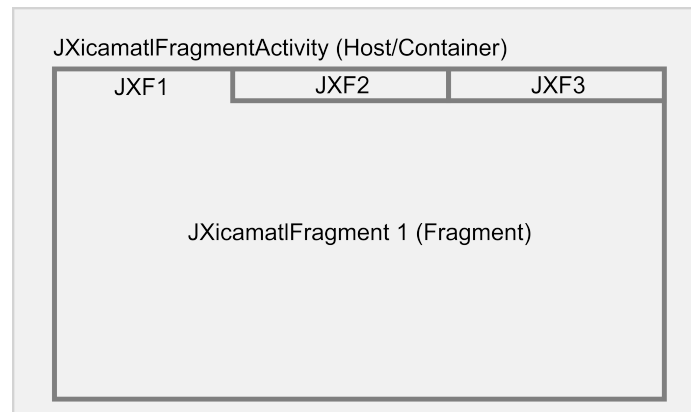 JXicamatlFragmentActivity (Host/Container)
JXF1 JXF2 JXF3
JXicamatlFragment 1 (Fragment)